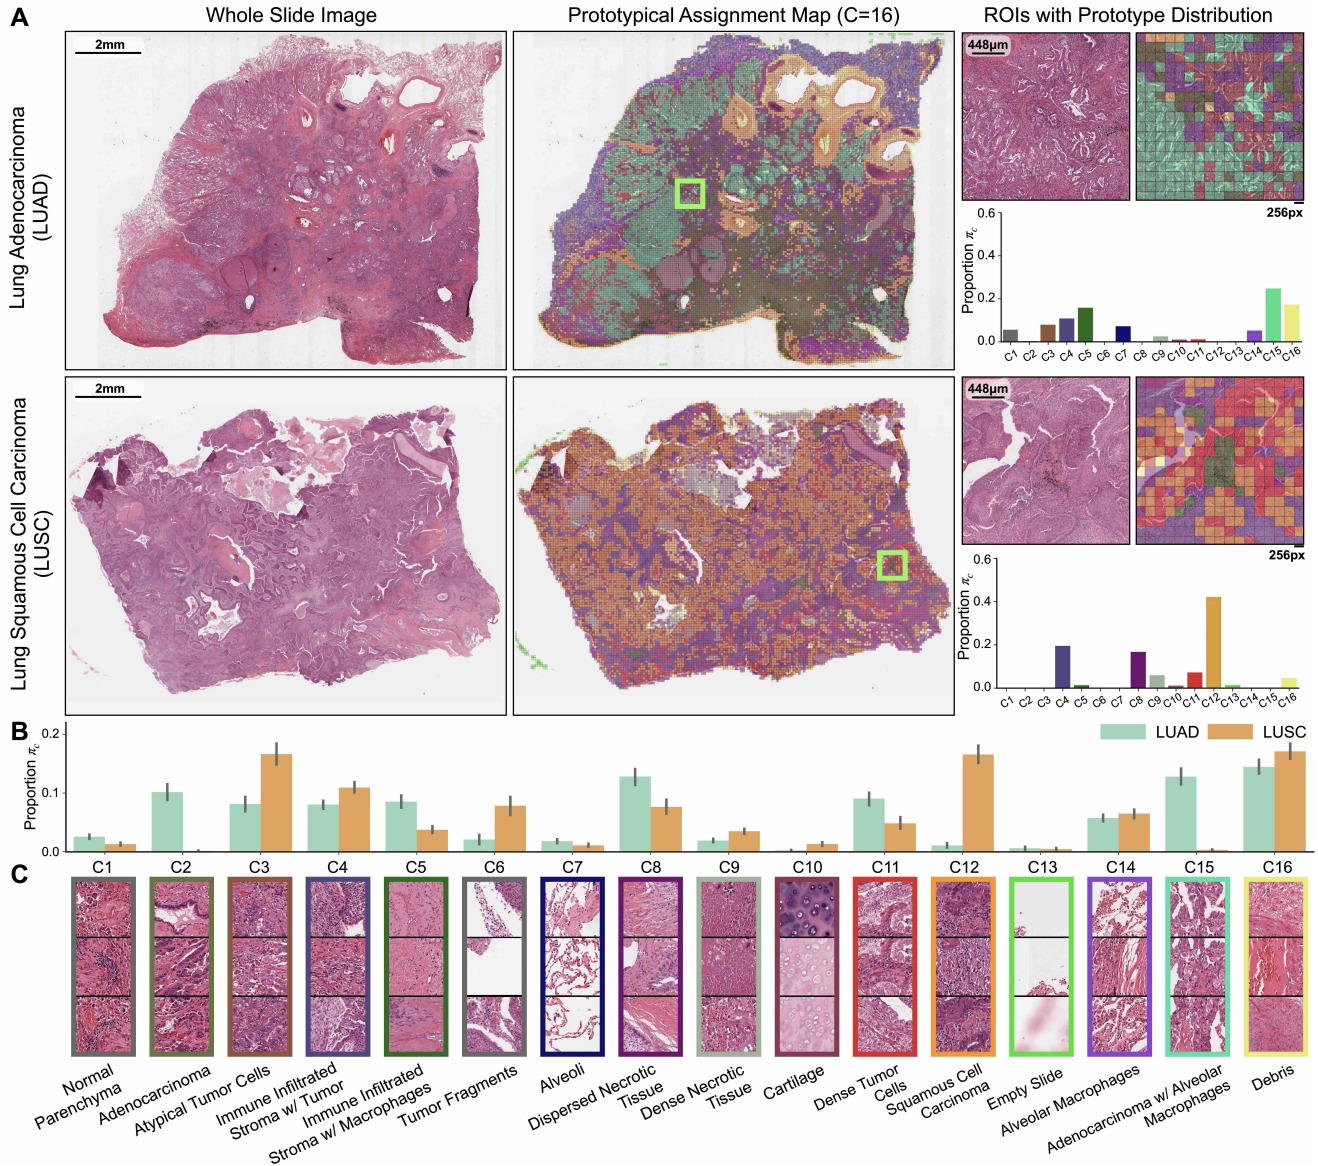 A
Whole Slide Image
Prototypical Assignment Map (C=16)
ROIs with Prototype Distribution
Lung Adenocarcinoma
(LUAD)
2mm
448μm
256px
Proportion πc
0.6
0.4
0.2
0.0
C1 C2 C3 C4 C5 C6 C7 C8 C9 C10 C11 C12 C13 C14 C15 C16
Lung Squamous Cell Carcinoma
(LUSC)
2mm
448μm
256px
Proportion πc
0.6
0.4
0.2
0.0
C1 C2 C3 C4 C5 C6 C7 C8 C9 C10 C11 C12 C13 C14 C15 C16
B
LUAD
LUSC
Proportion πc
0.2
0.1
0.0
C1 C2 C3 C4 C5 C6 C7 C8 C9 C10 C11 C12 C13 C14 C15 C16
C
Normal
Parenchyma
Adenocarcinoma
Atypical Tumor Cells
Immune Infiltrated
Stroma w/ Tumor
Immune Infiltrated
Stroma w/ Macrophages
Tumor Fragments
Alveoli
Dispersed Necrotic
Tissue
Dense Necrotic
Tissue
Cartilage
Dense Tumor
Cells
Squamous Cell
Carcinoma
Empty Slide
Alveolar Macrophages
Adenocarcinoma w/ Alveolar
Macrophages
Debris